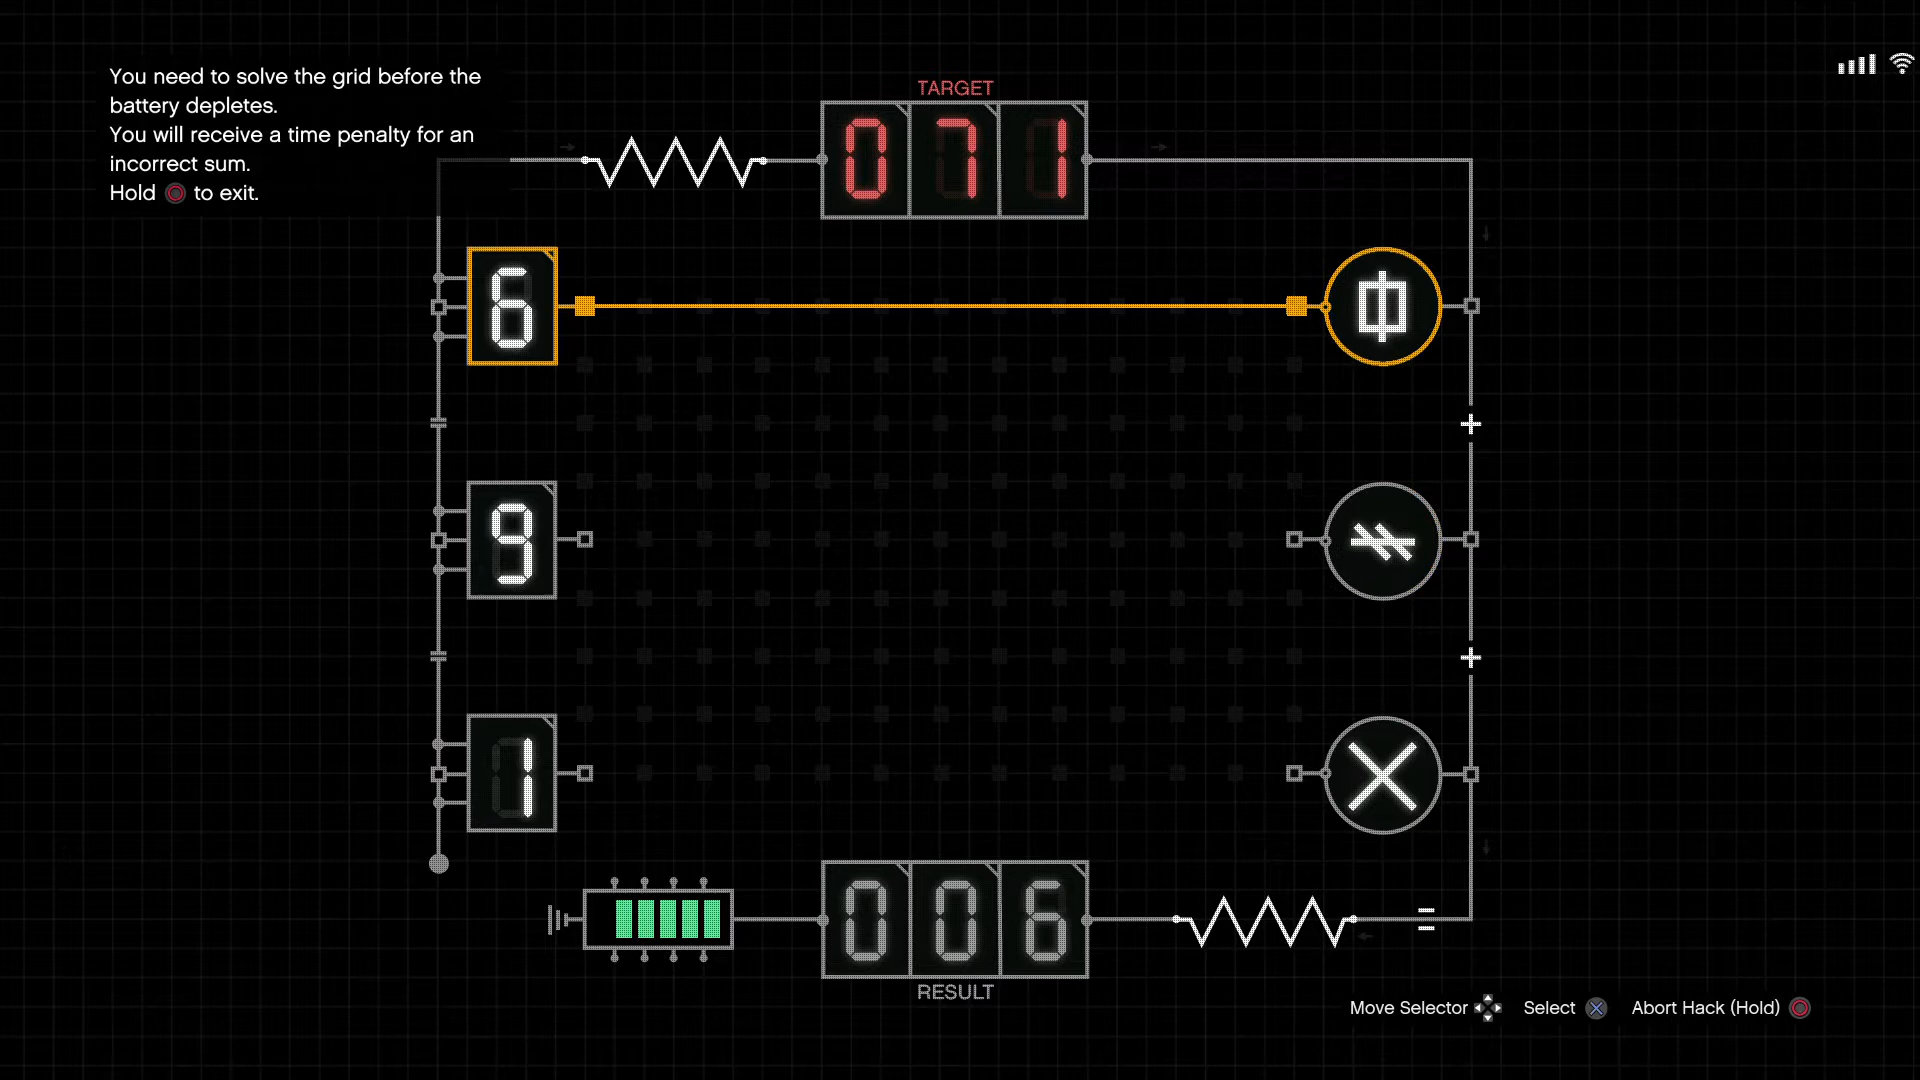 You need to solve the grid before the
battery depletes.
You will receive a time penalty for an
incorrect sum.
Hold to exit.
TARGET
071
6
9
1
006
RESULT
Move Selector Select Abort Hack (Hold)